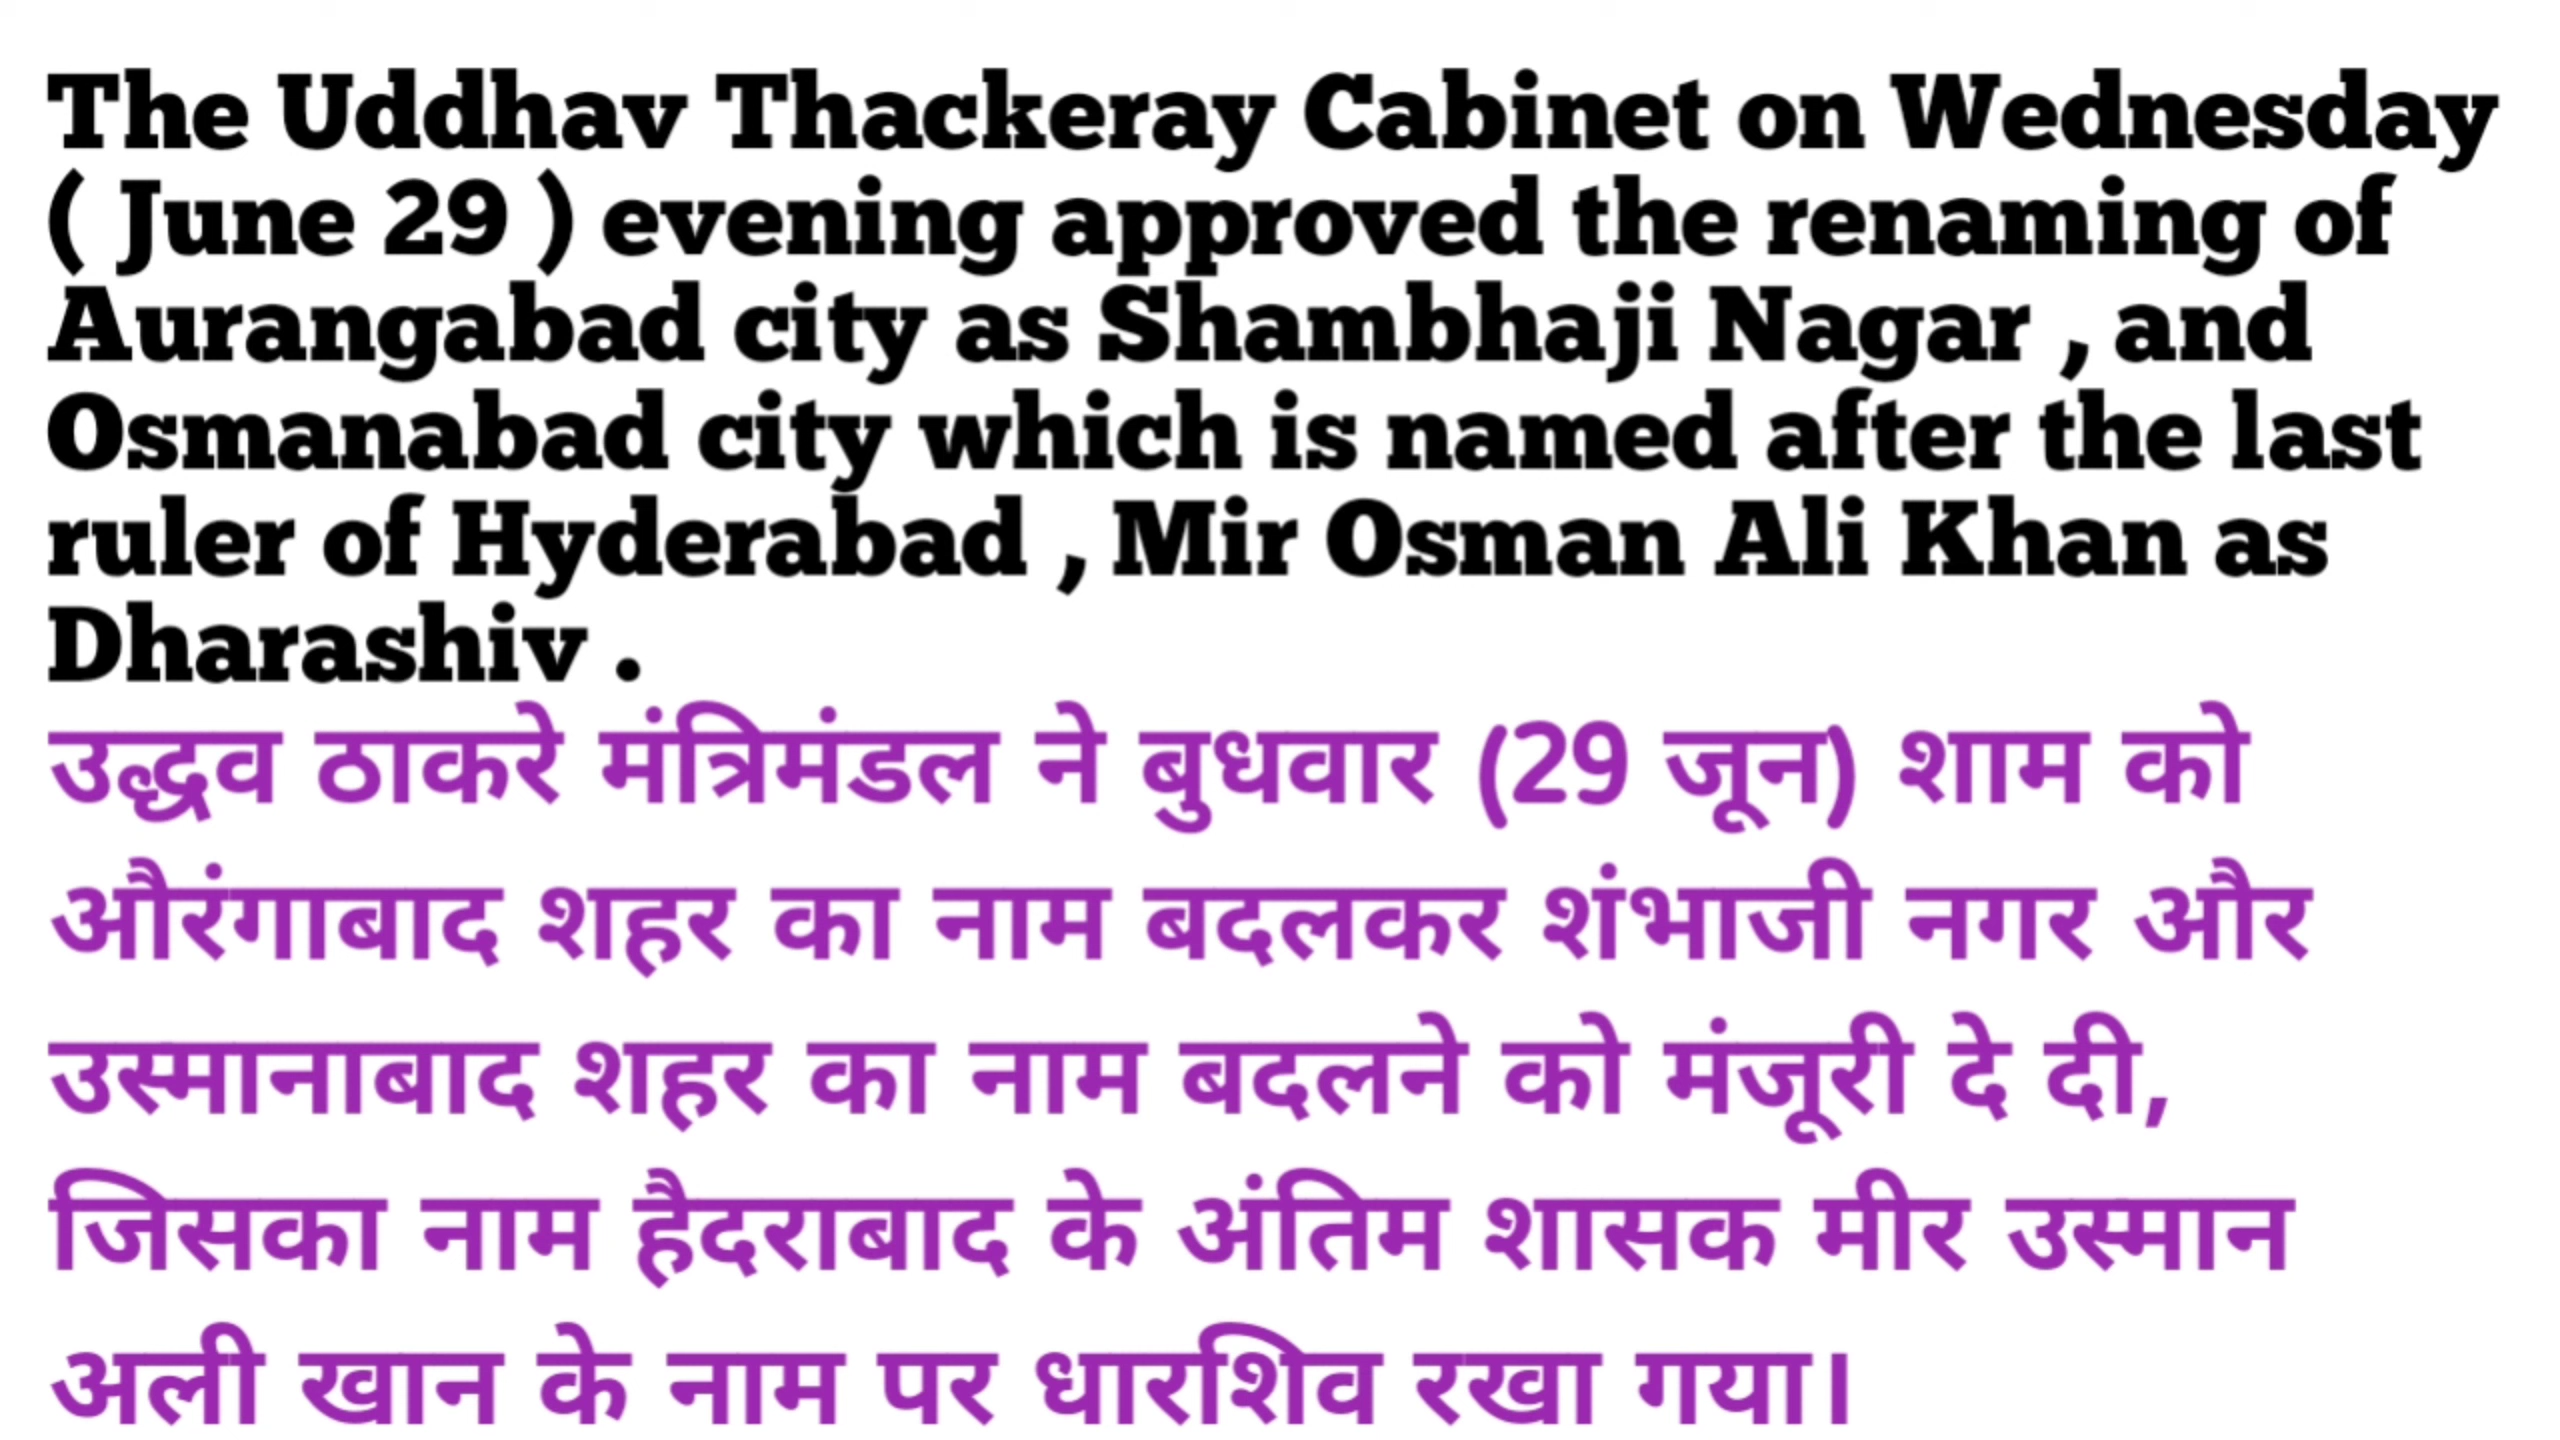 The Uddhav Thackeray Cabinet on Wednesday
( June 29 ) evening approved the renaming of
Aurangabad city as Shambhaji Nagar , and
Osmanabad city which is named after the last
ruler of Hyderabad , Mir Osman Ali Khan as
Dharashiv .
उद्धव ठाकरे मंत्रिमंडल ने बुधवार (29 जून) शाम को
औरंगाबाद शहर का नाम बदलकर शंभाजी नगर और
उस्मानाबाद शहर का नाम बदलने को मंजूरी दे दी,
जिसका नाम हैदराबाद के अंतिम शासक मीर उस्मान
अली खान के नाम पर धारशिव रखा गया।